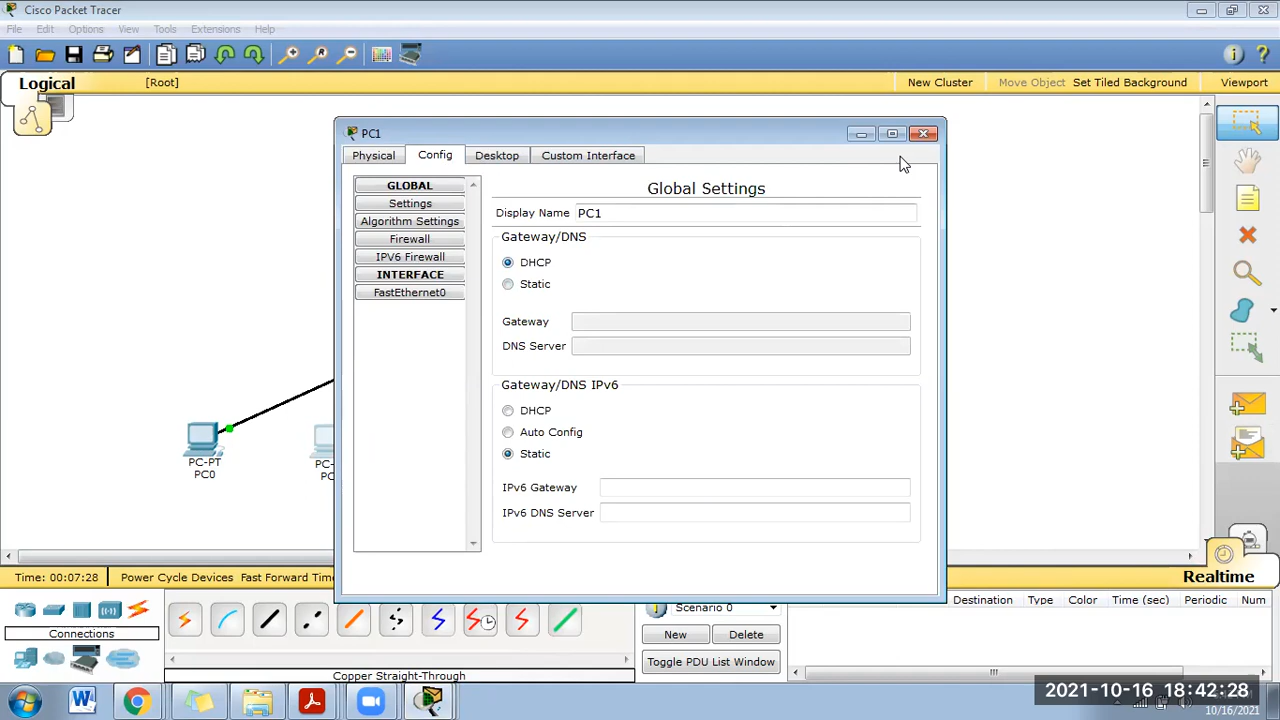 Cisco Packet Tracer
File Edit Options View Tools Extensions Help
Logical [Root] New Cluster Move Object Set Tiled Background Viewport
PC1
Physical Config Desktop Custom Interface
GLOBAL
Settings
Algorithm Settings
Firewall
IPV6 Firewall
INTERFACE
FastEthernet0
Global Settings
Display Name PC1
Gateway/DNS
DHCP
Static
Gateway
DNS Server
Gateway/DNS IPv6
DHCP
Auto Config
Static
IPv6 Gateway
IPv6 DNS Server
PC-PT
PC0
Time: 00:07:28 Power Cycle Devices Fast Forward Time
Realtime
Connections
Copper Straight-Through
Scenario 0
New Delete
Toggle PDU List Window
Destination Type Color Time (sec) Periodic Num
2021-10-16 18:42:28
10/16/2021